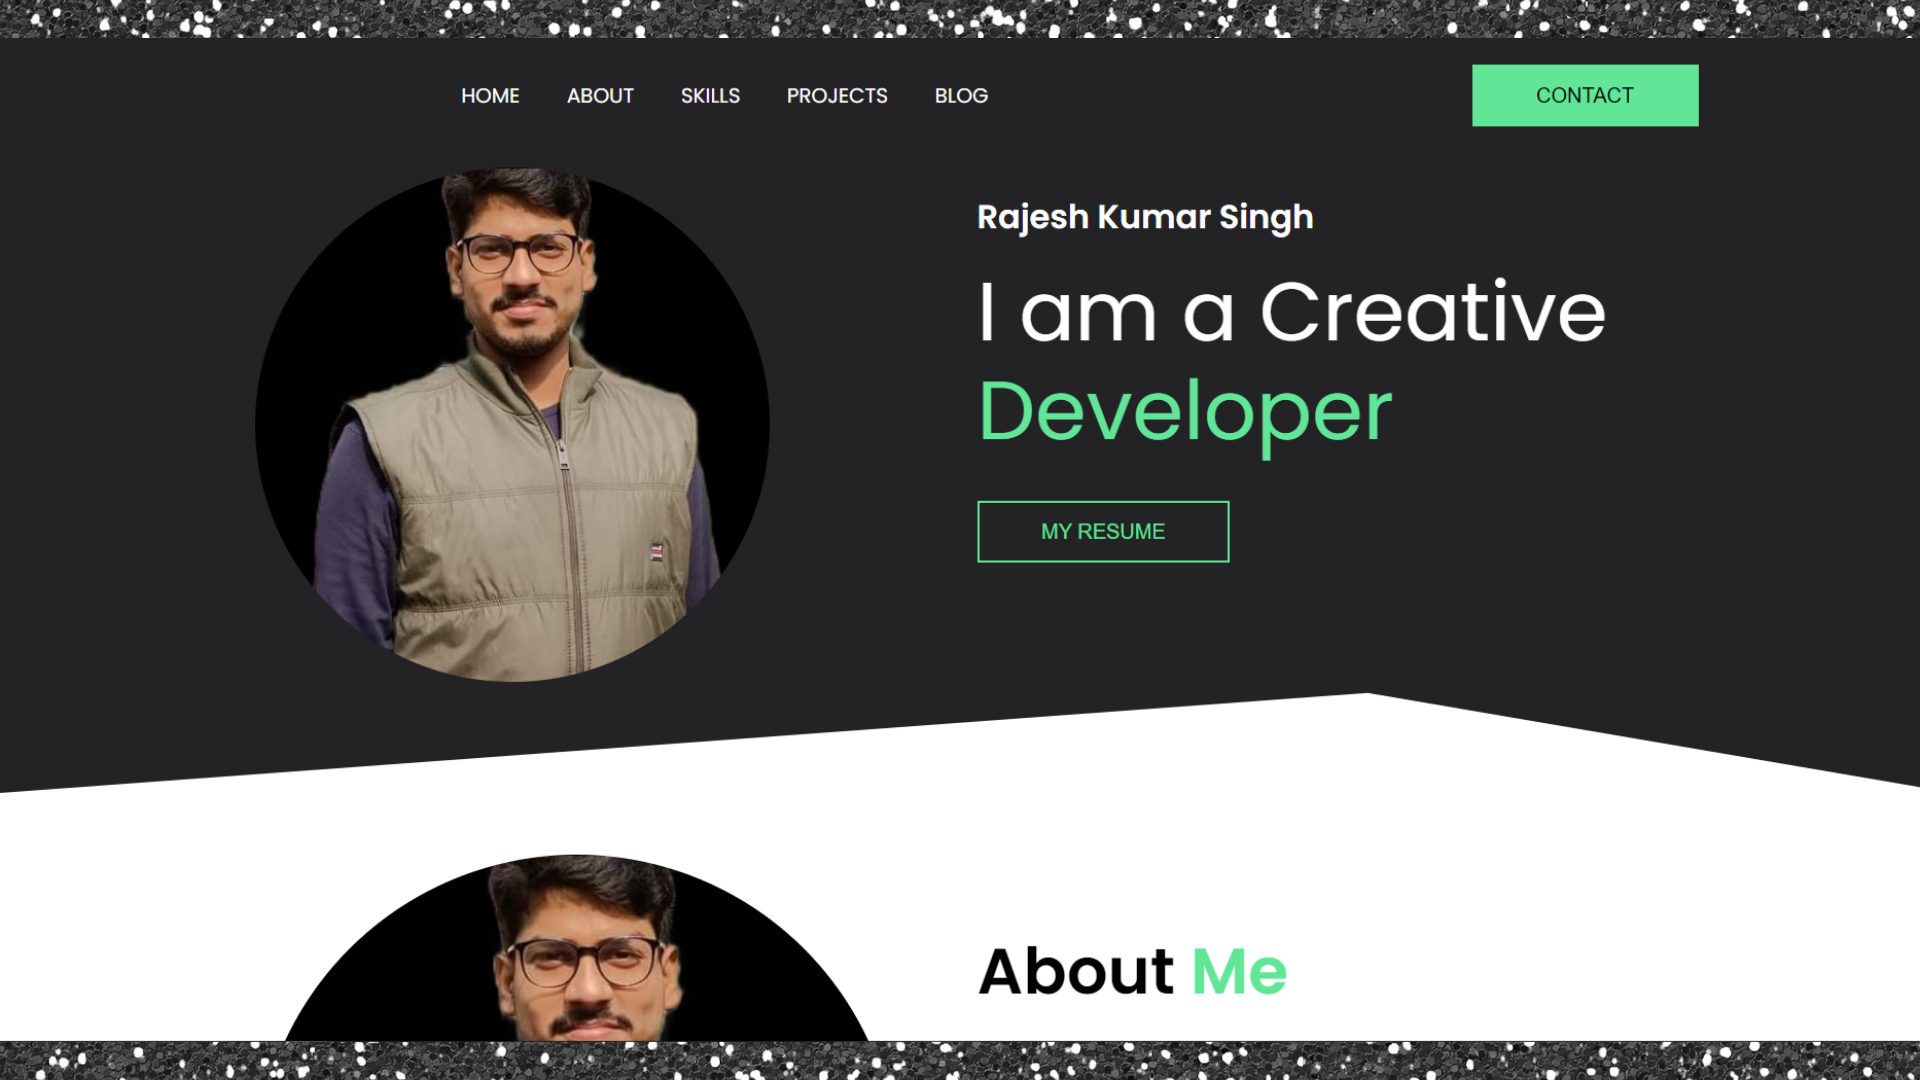 HOME ABOUT SKILLS PROJECTS BLOG CONTACT
Rajesh Kumar Singh
I am a Creative
Developer
MY RESUME
About Me